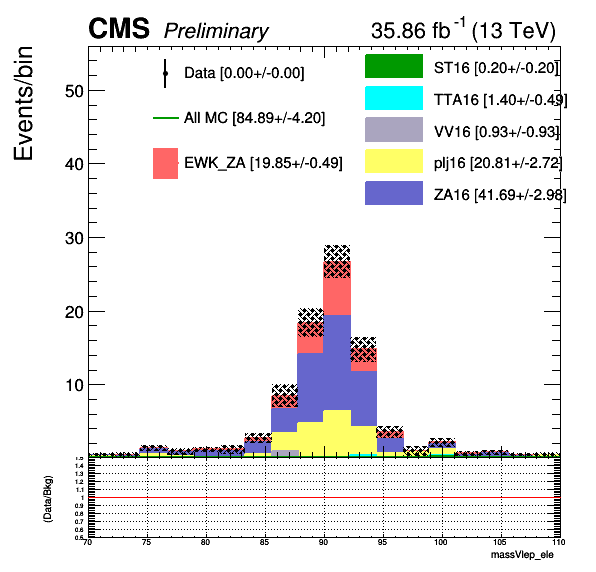 CMS Preliminary 35.86 fb⁻¹ (13 TeV)
Events/bin
Data [0.00+/-0.00]
All MC [84.89+/-4.20]
EWK_ZA [19.85+/-0.49]
ST16 [0.20+/-0.20]
TTA16 [1.40+/-0.49]
VV16 [0.93+/-0.93]
plj16 [20.81+/-2.72]
ZA16 [41.69+/-2.98]
50
40
30
20
10
(Data/Bkg)
1.5
1.4
1.3
1.2
1.1
1
0.9
0.8
0.7
0.6
0.5
70 75 80 85 90 95 100 105 110
massVlep_ele